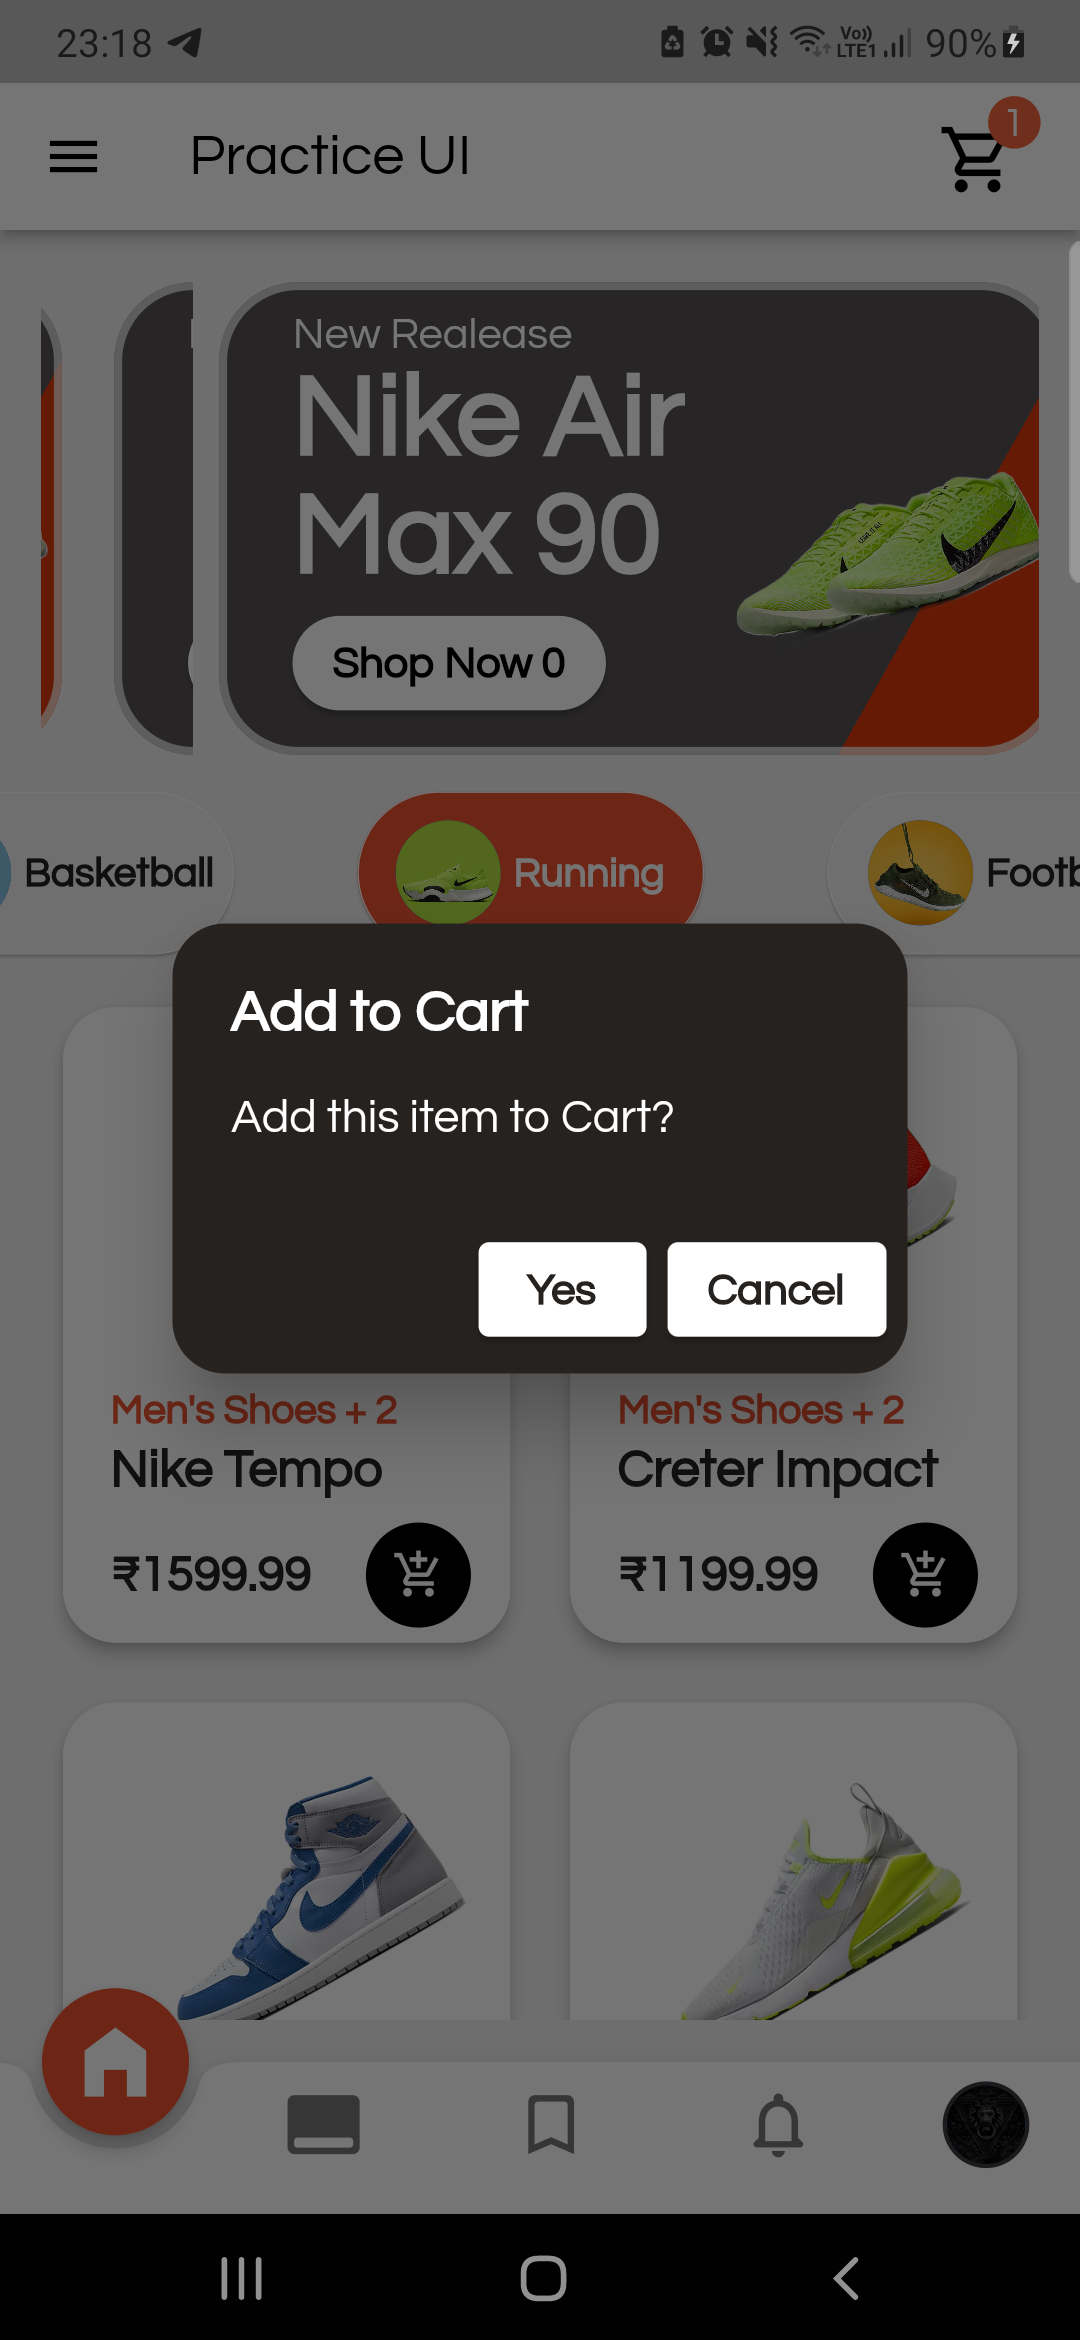 23:18
Vo))
LTE1
90%
Practice UI
1
New Realease
Nike Air
Max 90
Shop Now 0
Basketball
Running
Footb
Add to Cart
Add this item to Cart?
Yes
Cancel
Men's Shoes + 2
Nike Tempo
₹1599.99
Men's Shoes + 2
Creter Impact
₹1199.99